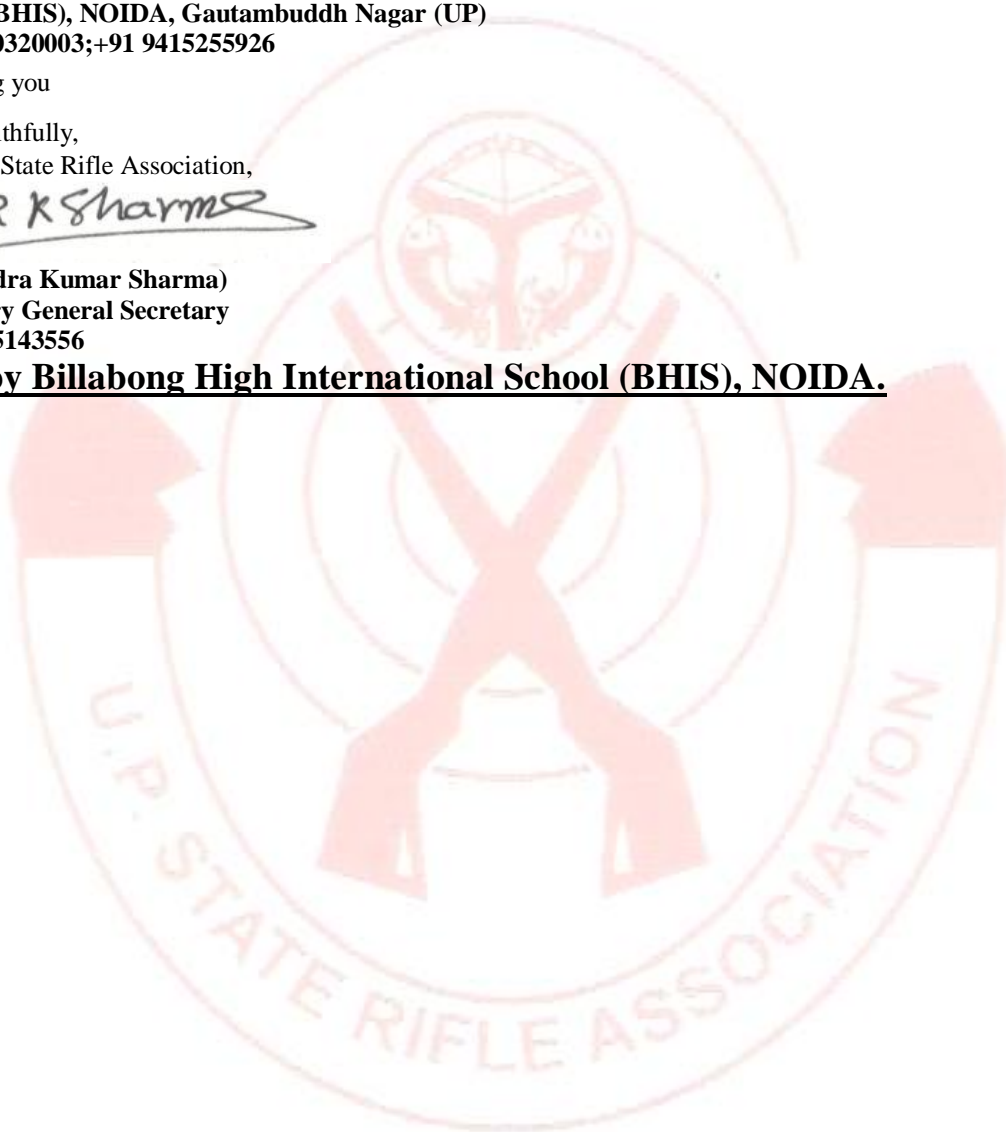 BHIS), NOIDA, Gautambuddh Nagar (UP)
0320003;+91 9415255926
g you
thfully,
State Rifle Association,
R K Sharma
dra Kumar Sharma)
ry General Secretary
5143556
by Billabong High International School (BHIS), NOIDA.
U.P. STATE RIFLE ASSOCIATION